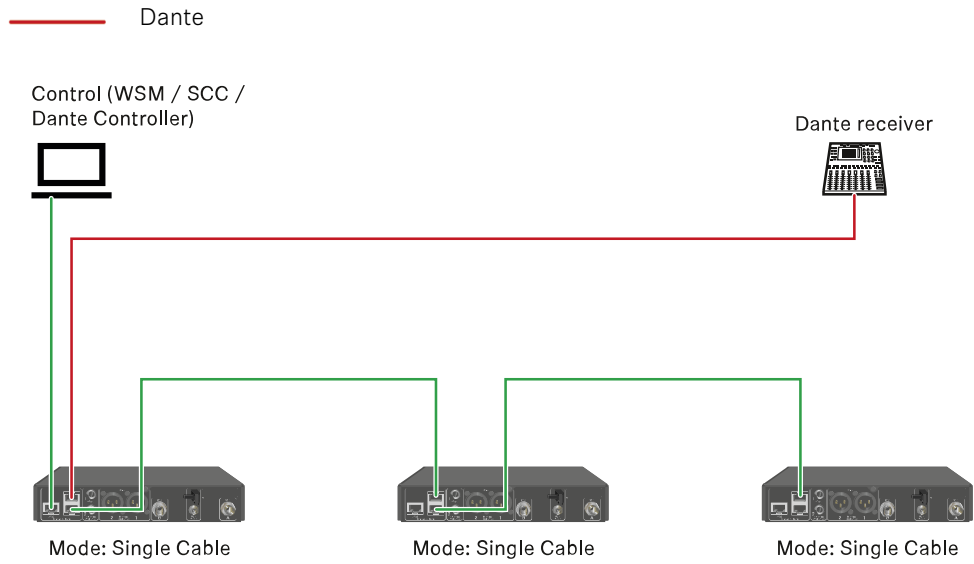 Dante
Control (WSM / SCC /
Dante Controller)
Dante receiver
Mode: Single Cable
Mode: Single Cable
Mode: Single Cable